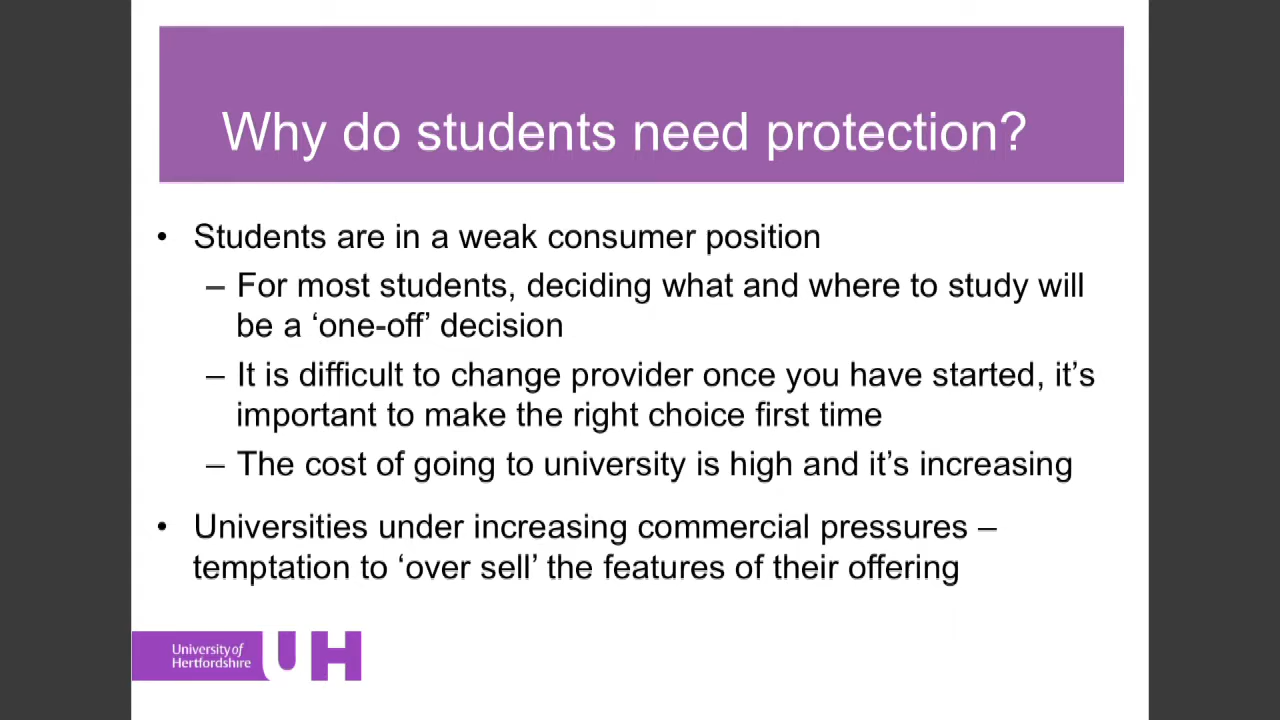 Why do students need protection?
• Students are in a weak consumer position
– For most students, deciding what and where to study will
be a ‘one-off’ decision
– It is difficult to change provider once you have started, it’s
important to make the right choice first time
– The cost of going to university is high and it’s increasing
• Universities under increasing commercial pressures –
temptation to ‘over sell’ the features of their offering
University of
Hertfordshire
UH